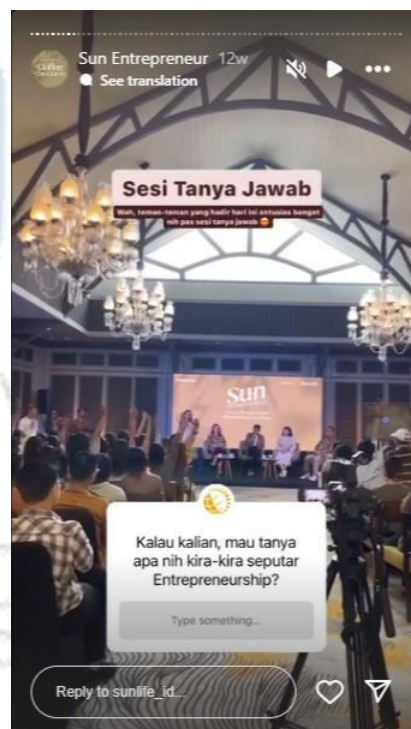 Sun Entrepreneur 12w
See translation
Sesi Tanya Jawab
Wah, teman-teman yang hadir hari ini antusias banget
nih pas sesi tanya jawab
Sun
Kalau kalian, mau tanya
apa nih kira-kira seputar
Entrepreneurship?
Type something...
Reply to sunlife_id...